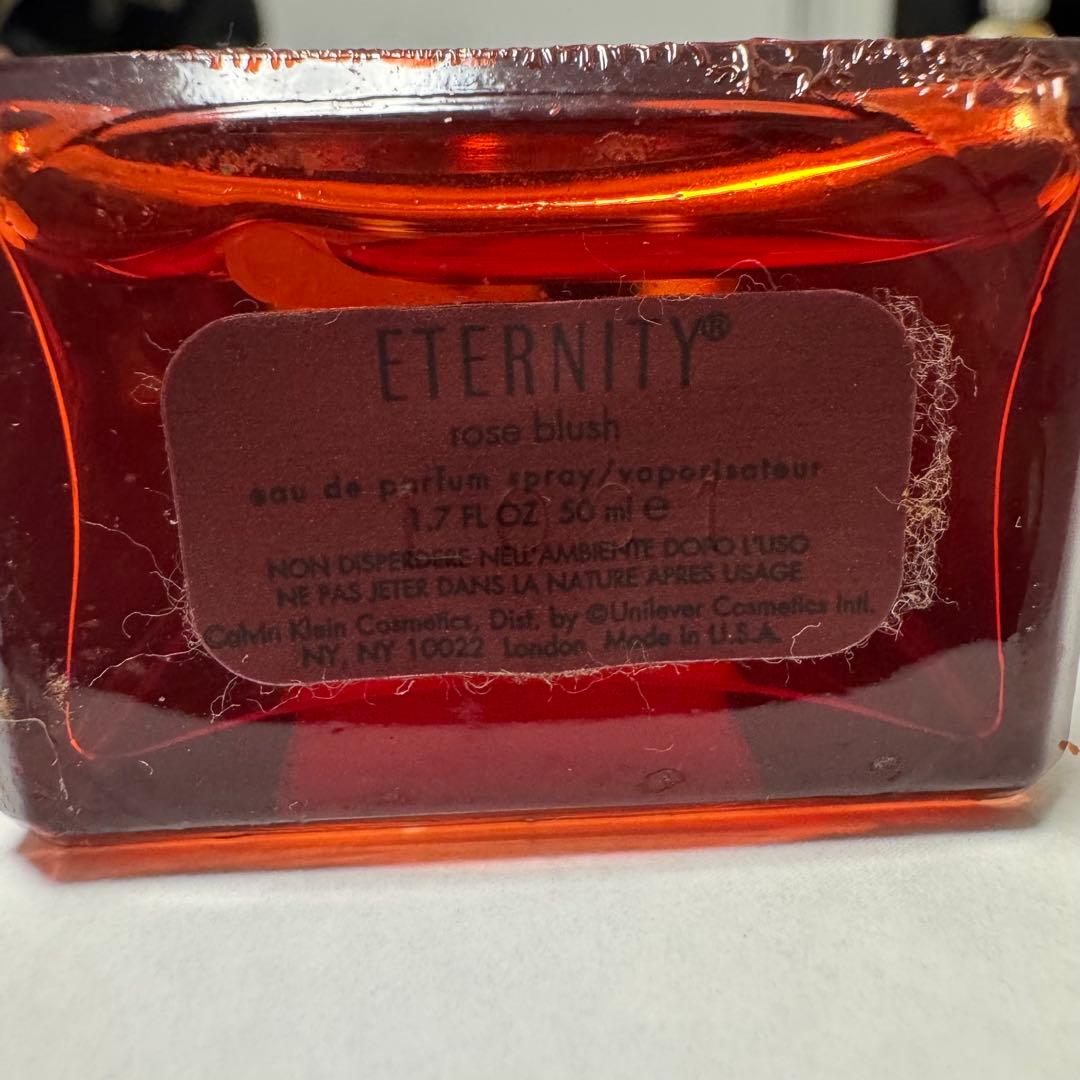 ETERNITY®
rose blush
eau de parfum spray/vaporisateur
1.7 FL OZ 50 ml ℮
NON DISPERDERE NELL'AMBIENTE DOPO L'USO
NE PAS JETER DANS LA NATURE APRES USAGE
Calvin Klein Cosmetics, Dist. by ©Unilever Cosmetics Intl.
NY, NY 10022 London Made in U.S.A.